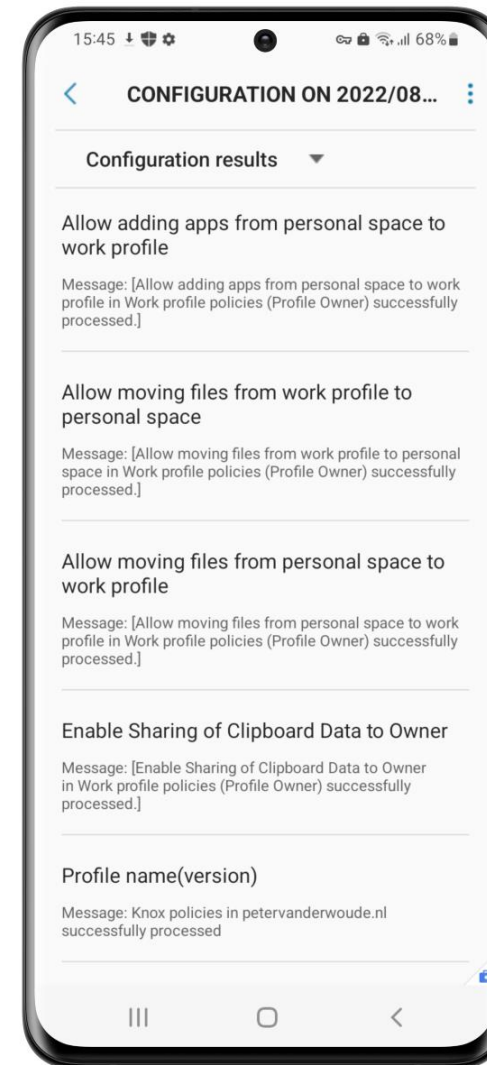 15:45
68%
CONFIGURATION ON 2022/08...
Configuration results
Allow adding apps from personal space to
work profile
Message: [Allow adding apps from personal space to work
profile in Work profile policies (Profile Owner) successfully
processed.]
Allow moving files from work profile to
personal space
Message: [Allow moving files from work profile to personal
space in Work profile policies (Profile Owner) successfully
processed.]
Allow moving files from personal space to
work profile
Message: [Allow moving files from personal space to work
profile in Work profile policies (Profile Owner) successfully
processed.]
Enable Sharing of Clipboard Data to Owner
Message: [Enable Sharing of Clipboard Data to Owner
in Work profile policies (Profile Owner) successfully
processed.]
Profile name(version)
Message: Knox policies in petervanderwoude.nl
successfully processed